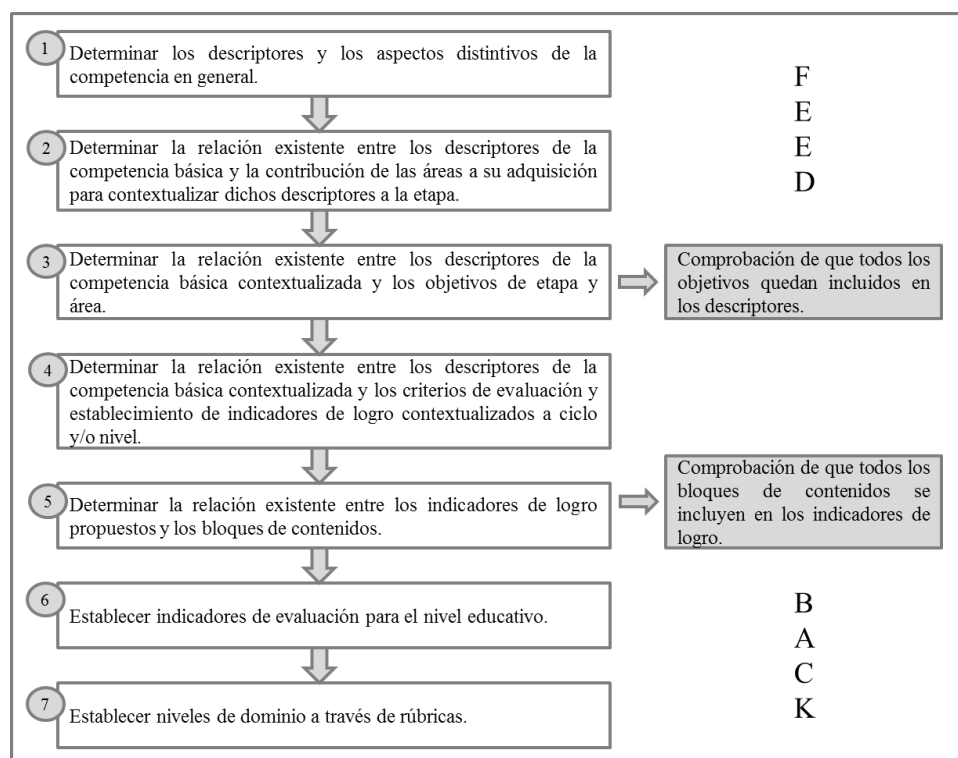 1
Determinar los descriptores y los aspectos distintivos de la
competencia en general.
F
E
E
D
2
Determinar la relación existente entre los descriptores de la
competencia básica y la contribución de las áreas a su adquisición
para contextualizar dichos descriptores a la etapa.
3
Determinar la relación existente entre los descriptores de la
competencia básica contextualizada y los objetivos de etapa y
área.
Comprobación de que todos los
objetivos quedan incluidos en
los descriptores.
4
Determinar la relación existente entre los descriptores de la
competencia básica contextualizada y los criterios de evaluación y
establecimiento de indicadores de logro contextualizados a ciclo
y/o nivel.
5
Determinar la relación existente entre los indicadores de logro
propuestos y los bloques de contenidos.
Comprobación de que todos los
bloques de contenidos se
incluyen en los indicadores de
logro.
6
Establecer indicadores de evaluación para el nivel educativo.
B
A
C
K
7
Establecer niveles de dominio a través de rúbricas.